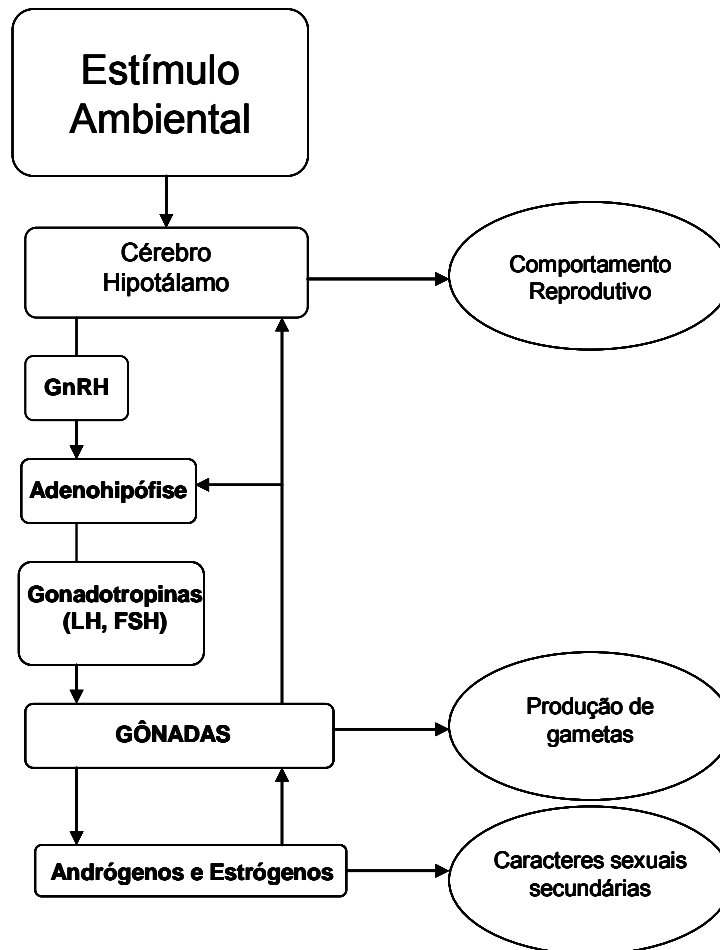 Estímulo
Ambiental
Cérebro
Hipotálamo
Comportamento
Reprodutivo
GnRH
Adenohipófise
Gonadotropinas
(LH, FSH)
GÔNADAS
Produção de
gametas
Andrógenos e Estrógenos
Caracteres sexuais
secundárias